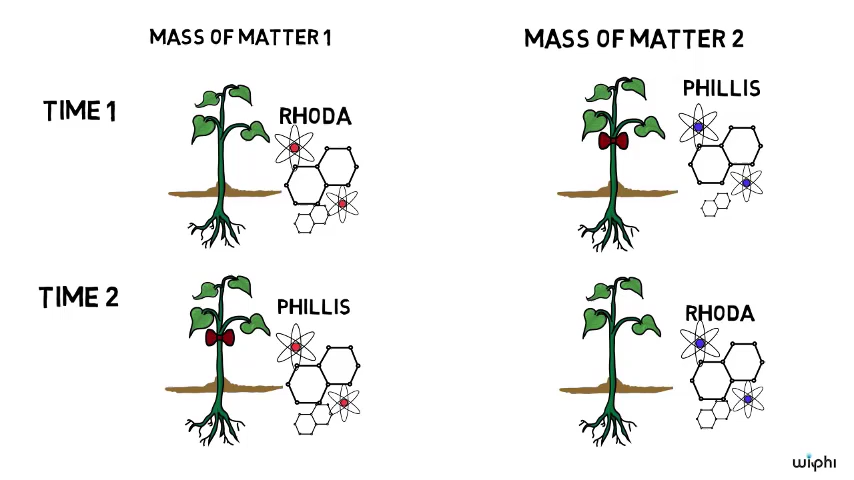 MASS OF MATTER 1
MASS OF MATTER 2
TIME 1
RHODA
PHILLIS
TIME 2
PHILLIS
RHODA
wiphi